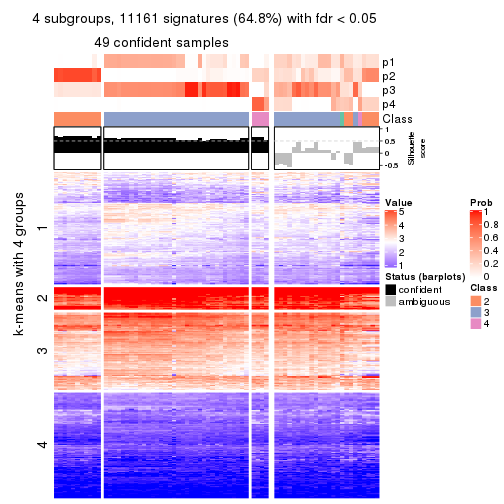 4 subgroups, 11161 signatures (64.8%) with fdr < 0.05
49 confident samples
p1
p2
p3
p4
Class
1
0.5
0
-0.5
Silhouette
score
k-means with 4 groups
1
2
3
4
Value
5
4
3
2
1
Status (barplots)
confident
ambiguous
Prob
1
0.8
0.6
0.4
0.2
0
Class
2
3
4